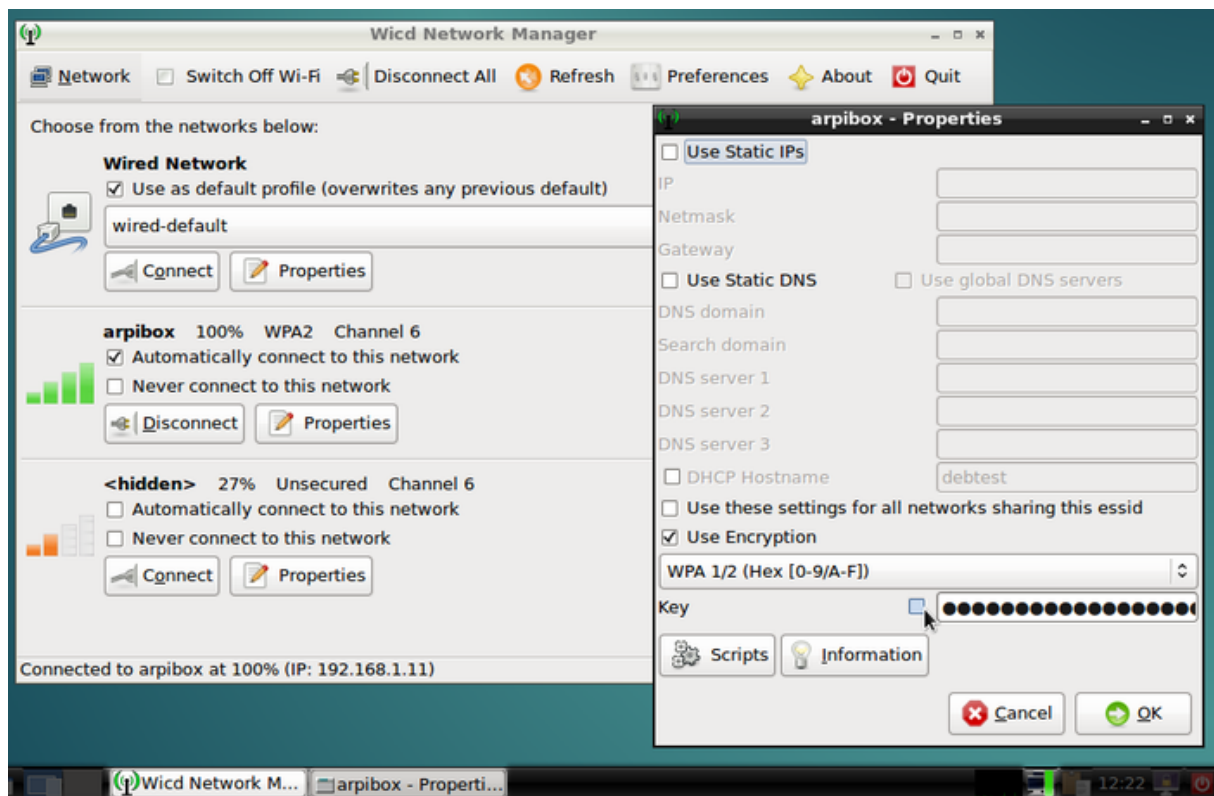 Wicd Network Manager
Network Switch Off Wi-Fi Disconnect All Refresh Preferences About Quit
Choose from the networks below:
Wired Network
Use as default profile (overwrites any previous default)
wired-default
Connect Properties
arpibox 100% WPA2 Channel 6
Automatically connect to this network
Never connect to this network
Disconnect Properties
<hidden> 27% Unsecured Channel 6
Automatically connect to this network
Never connect to this network
Connect Properties
Connected to arpibox at 100% (IP: 192.168.1.11)
arpibox - Properties
Use Static IPs
IP
Netmask
Gateway
Use Static DNS Use global DNS servers
DNS domain
Search domain
DNS server 1
DNS server 2
DNS server 3
DHCP Hostname debtest
Use these settings for all networks sharing this essid
Use Encryption
WPA 1/2 (Hex [0-9/A-F])
Key ●●●●●●●●●●●●●●●●●●
Scripts Information
Cancel OK
Wicd Network M... arpibox - Properti... 12:22